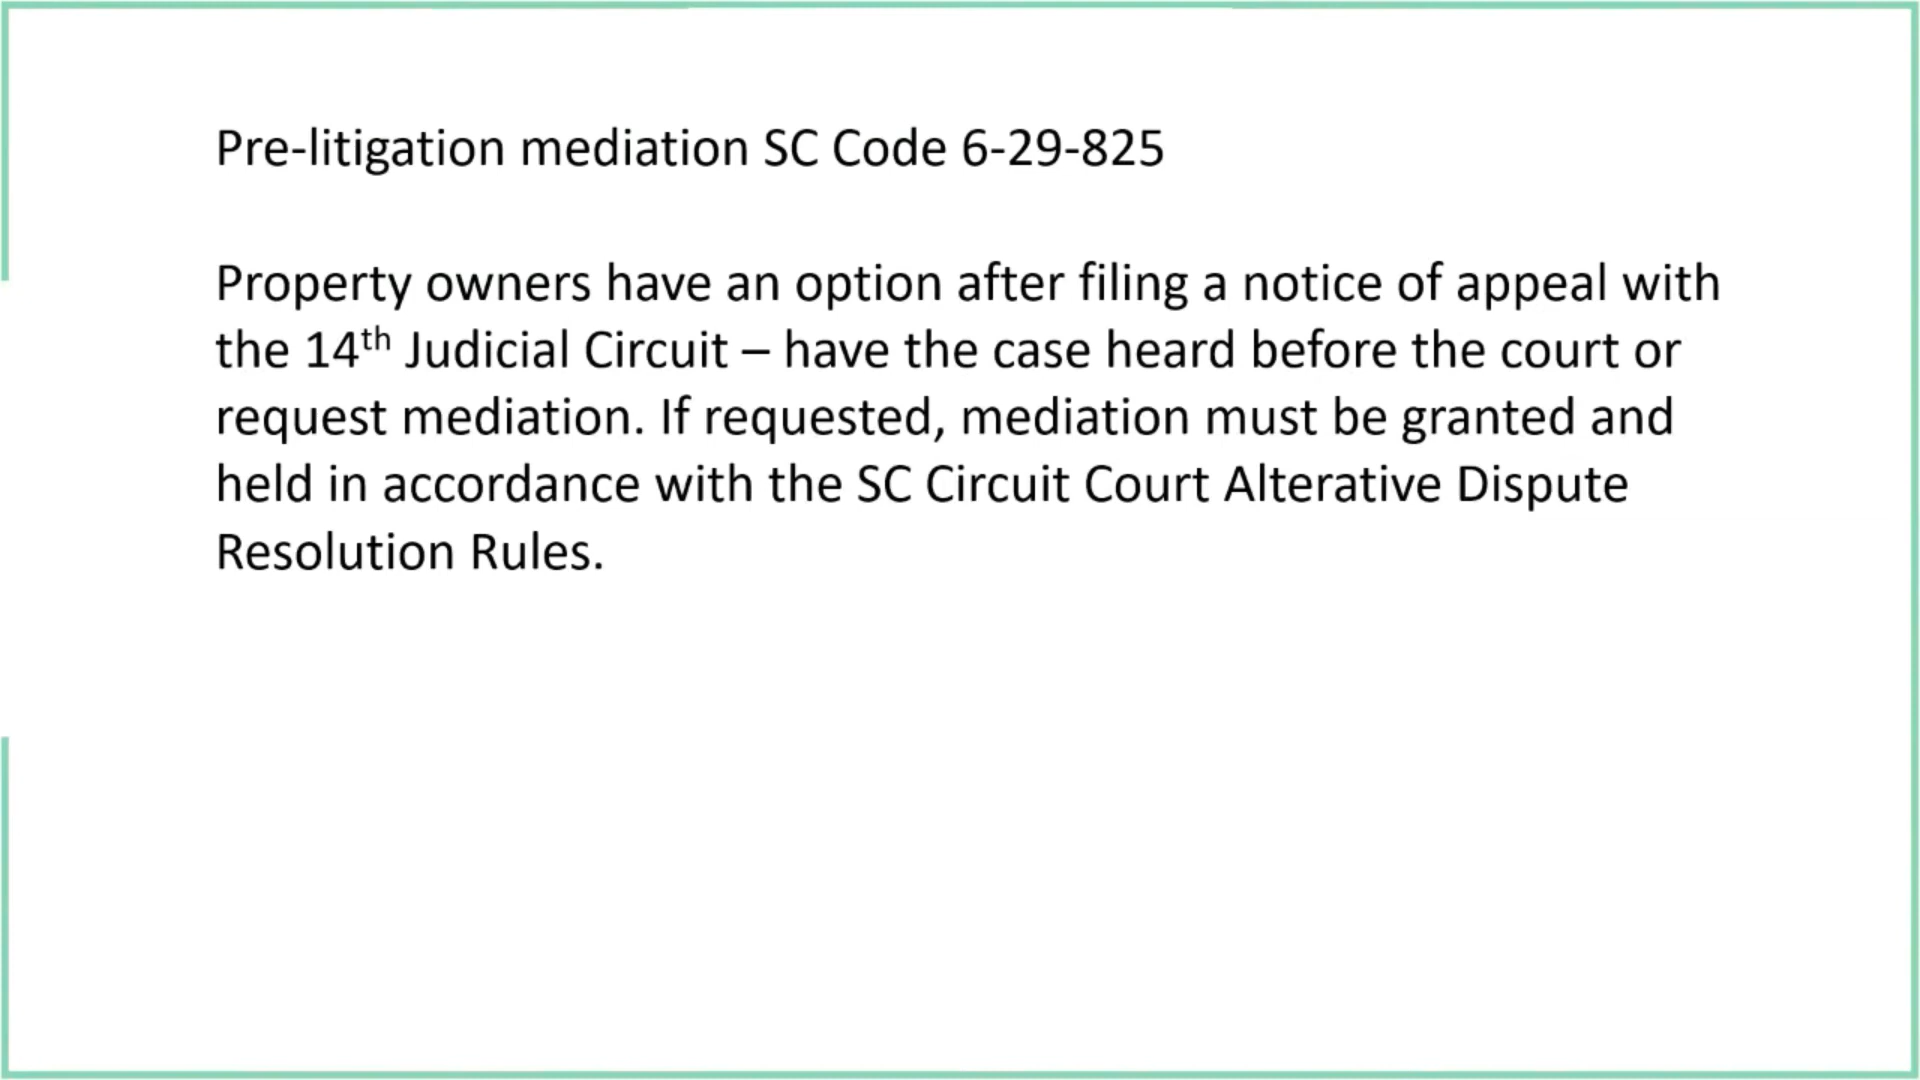 Pre-litigation mediation SC Code 6-29-825
Property owners have an option after filing a notice of appeal with
the 14th Judicial Circuit – have the case heard before the court or
request mediation. If requested, mediation must be granted and
held in accordance with the SC Circuit Court Alterative Dispute
Resolution Rules.